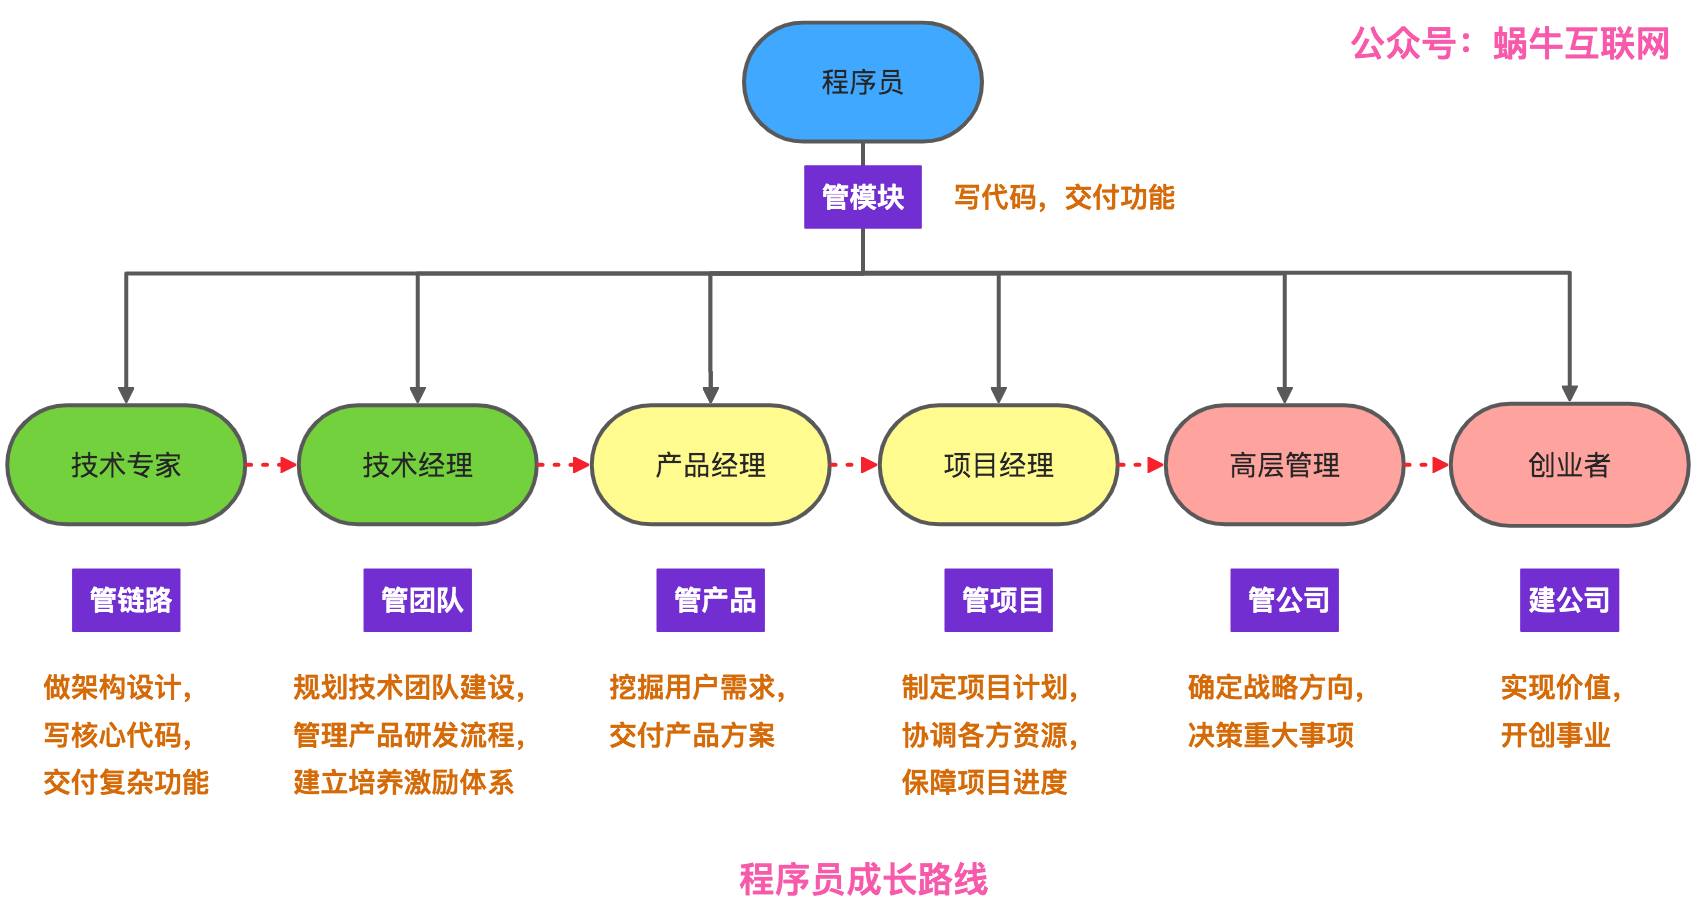 公众号：蜗牛互联网
程序员
管模块
写代码，交付功能
技术专家
技术经理
产品经理
项目经理
高层管理
创业者
管链路
管团队
管产品
管项目
管公司
建公司
做架构设计，
写核心代码，
交付复杂功能
规划技术团队建设，
管理产品研发流程，
建立培养激励体系
挖掘用户需求，
交付产品方案
制定项目计划，
协调各方资源，
保障项目进度
确定战略方向，
决策重大事项
实现价值，
开创事业
程序员成长路线